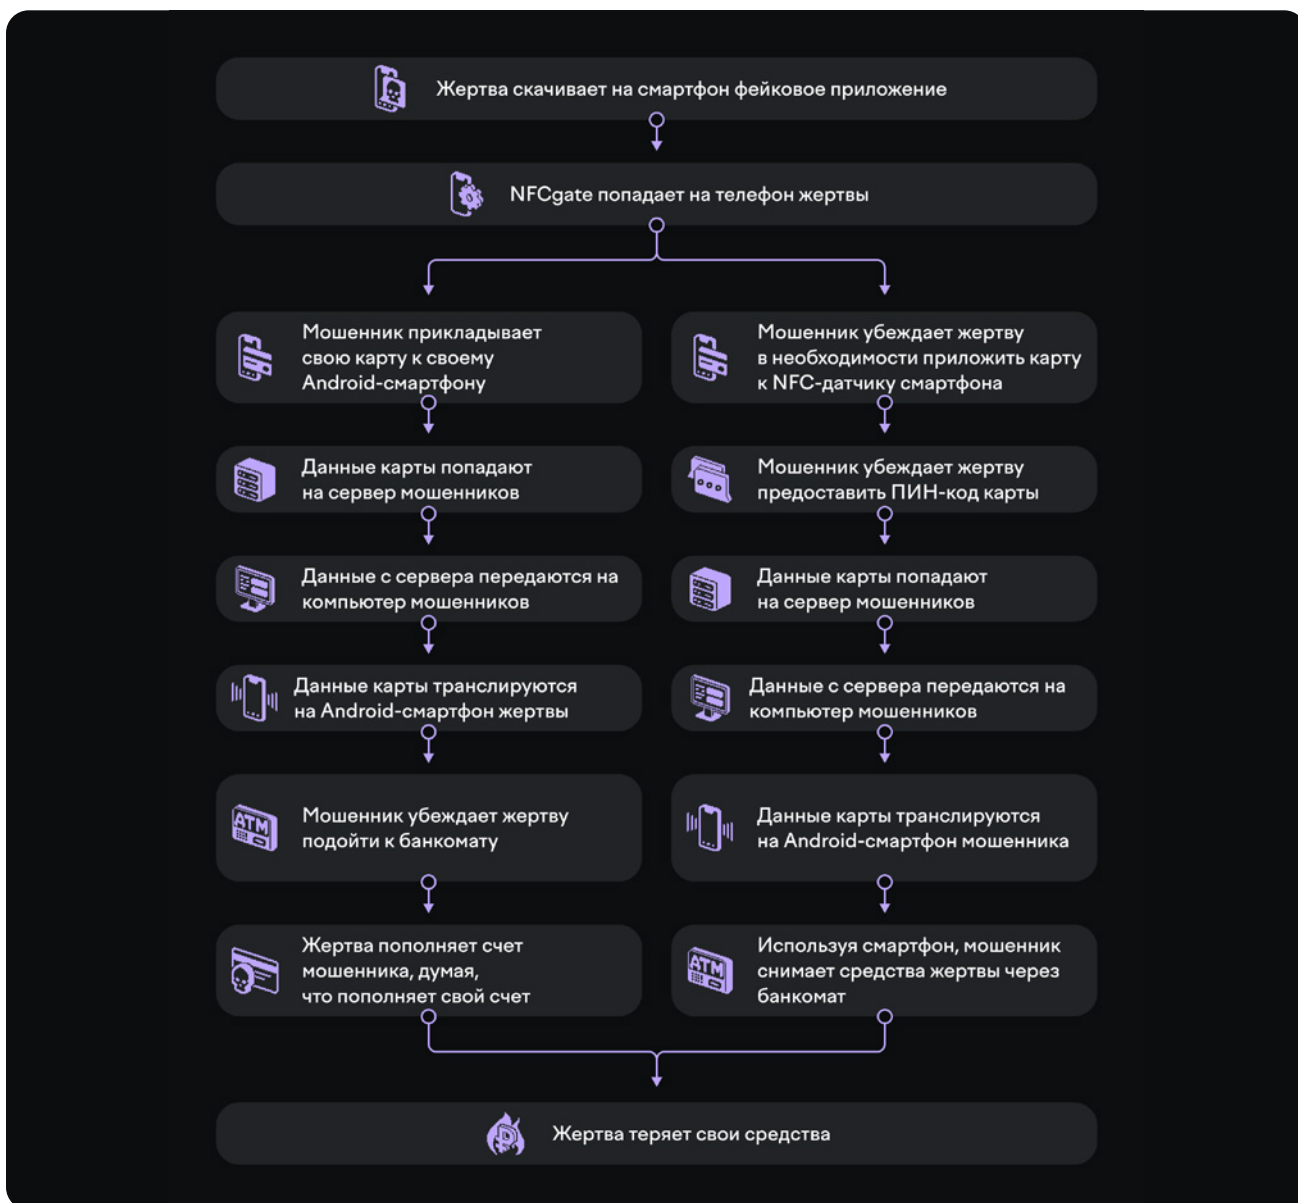 Жертва скачивает на смартфон фейковое приложение
NFCgate попадает на телефон жертвы
Мошенник прикладывает
свою карту к своему
Android-смартфону
Данные карты попадают
на сервер мошенников
Данные с сервера передаются на
компьютер мошенников
Данные карты транслируются
на Android-смартфон жертвы
ATM
Мошенник убеждает жертву
подойти к банкомату
Жертва пополняет счет
мошенника, думая,
что пополняет свой счет
Мошенник убеждает жертву
в необходимости приложить карту
к NFC-датчику смартфона
Мошенник убеждает жертву
предоставить ПИН-код карты
Данные карты попадают
на сервер мошенников
Данные с сервера передаются на
компьютер мошенников
Данные карты транслируются
на Android-смартфон мошенника
ATM
Используя смартфон, мошенник
снимает средства жертвы через
банкомат
Жертва теряет свои средства